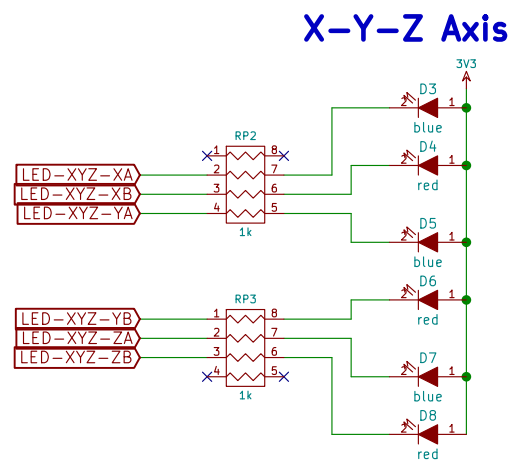 X-Y-Z Axis
3V3
D3
2 1
blue
RP2
1 8
D4
2 1
red
LED-XYZ-XA 2 7
LED-XYZ-XB 3 6
LED-XYZ-YA 4 5
1k
D5
2 1
blue
D6
2 1
red
RP3
LED-XYZ-YB 1 8
LED-XYZ-ZA 2 7
LED-XYZ-ZB 3 6
4 5
1k
D7
2 1
blue
D8
2 1
red